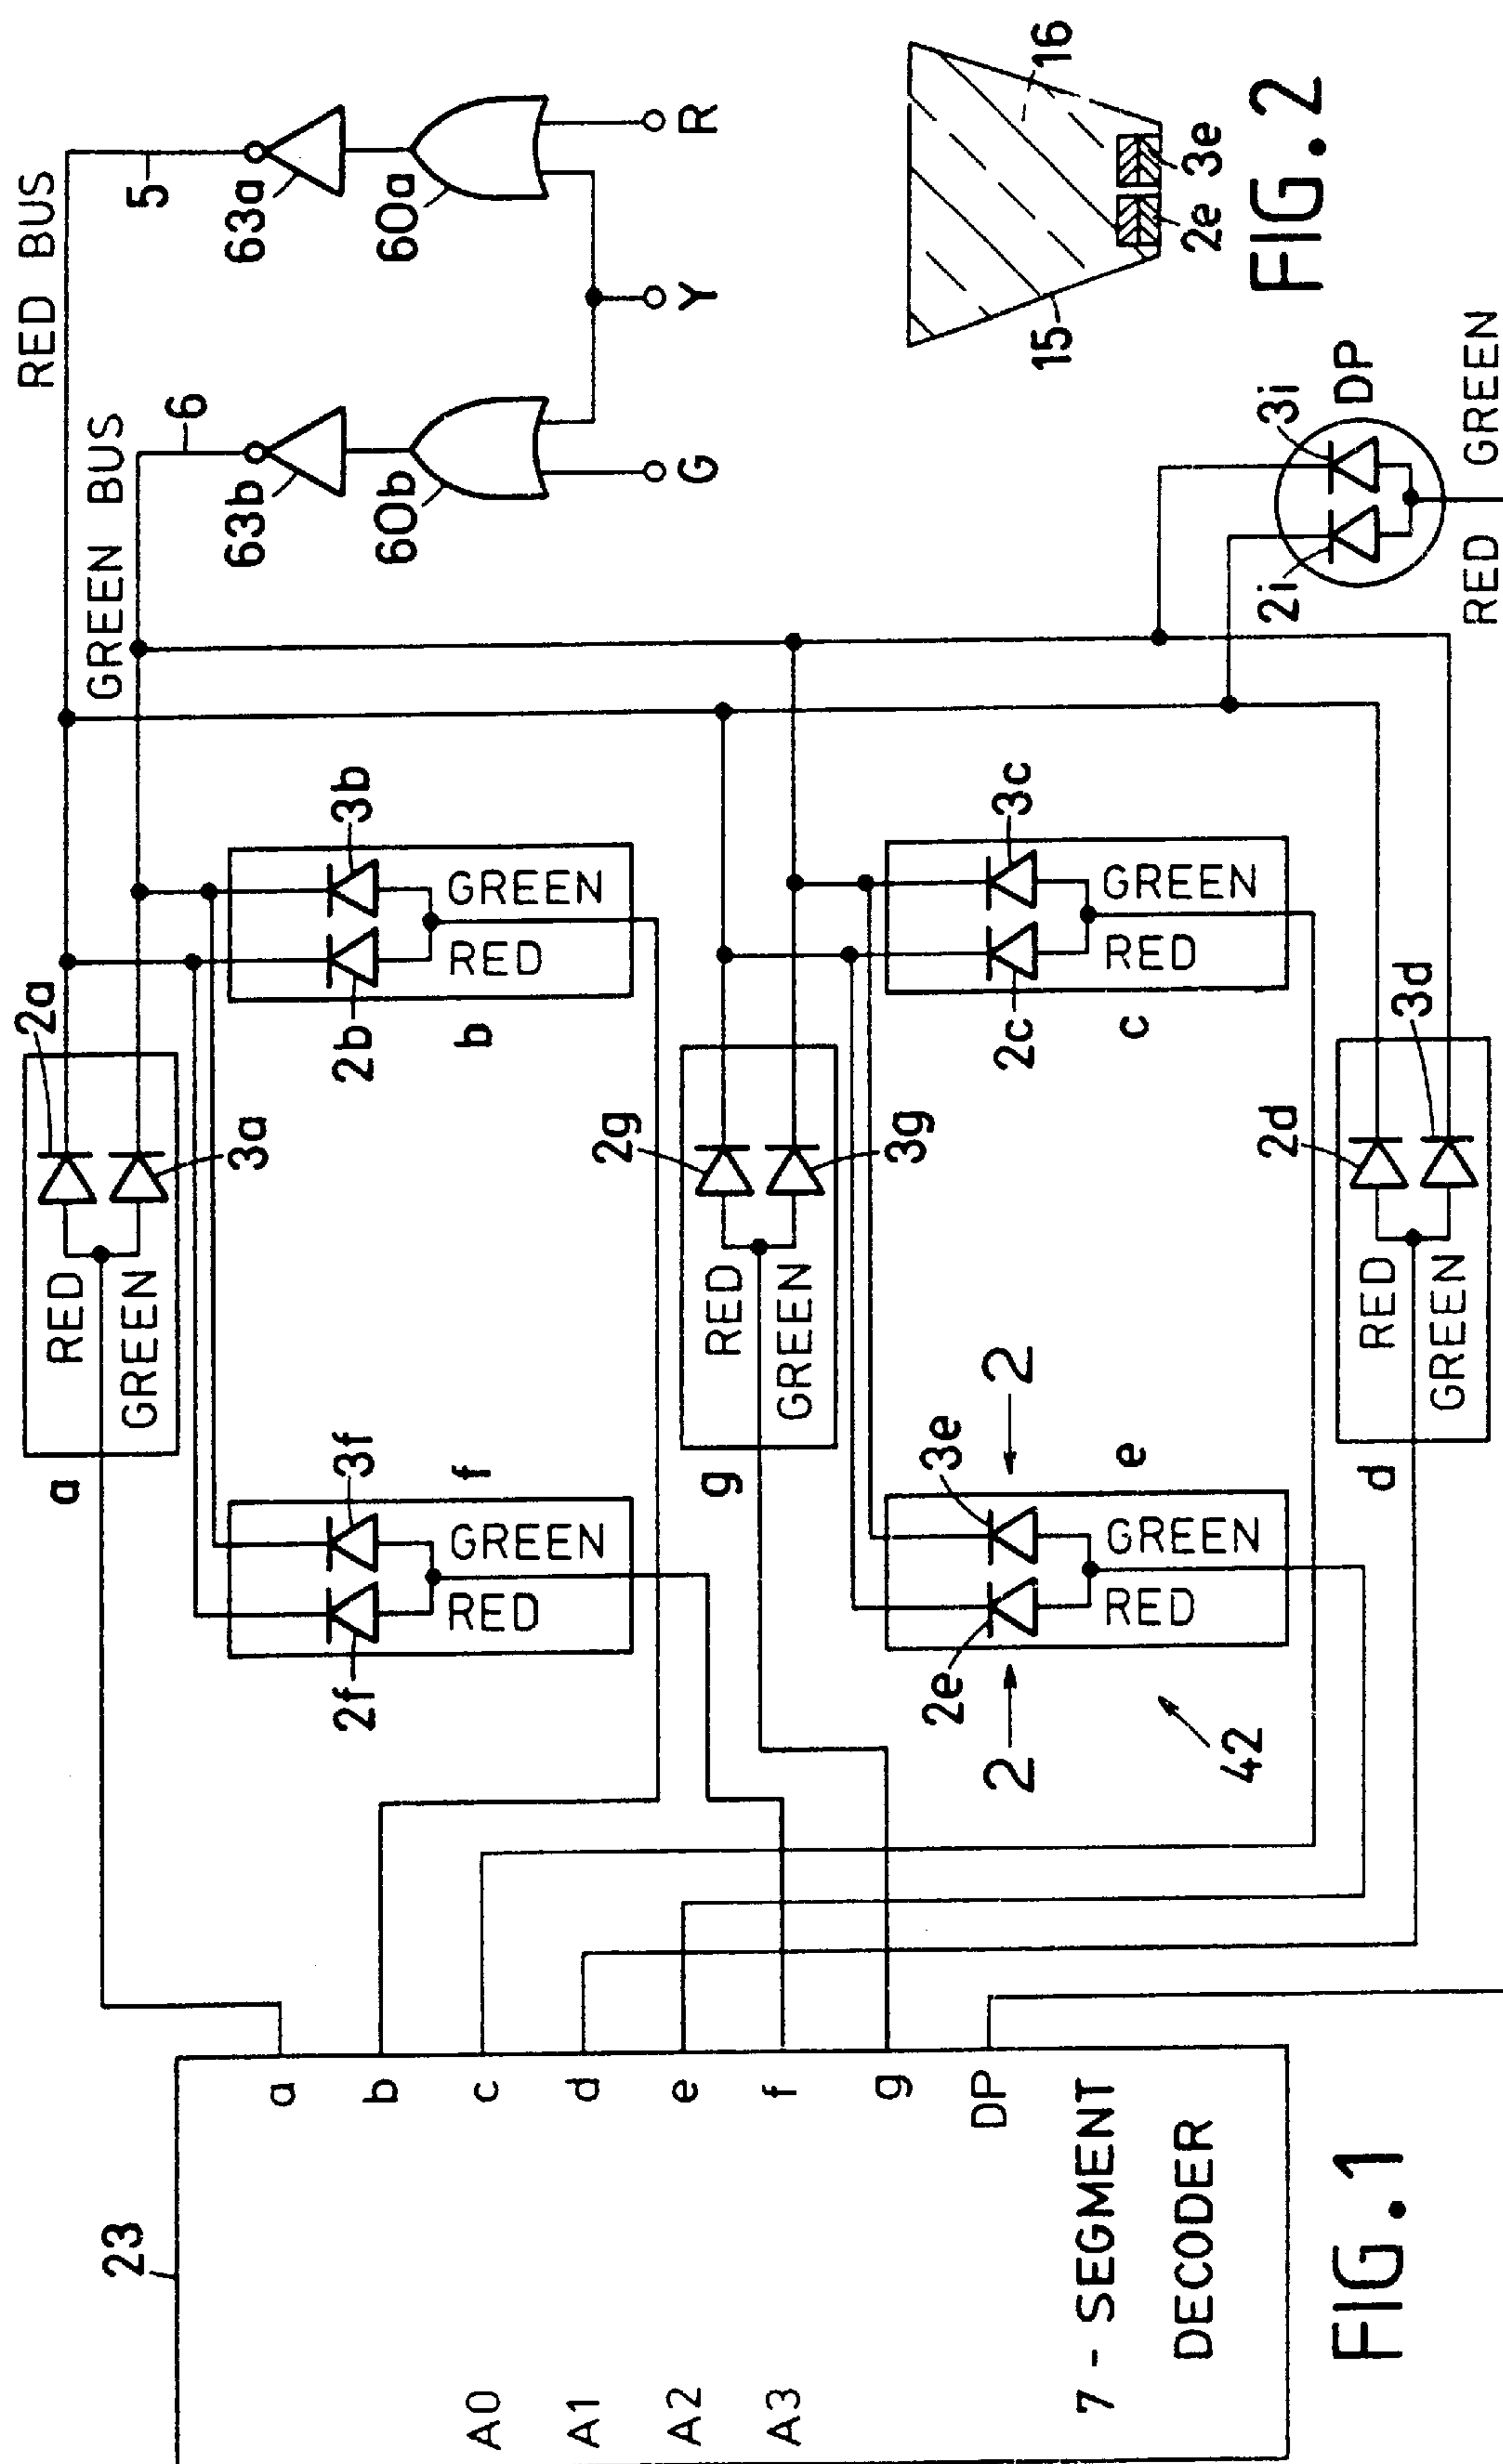 23
a
b
c
d
e
f
g
DP
A0
A1
A2
A3
7 - SEGMENT
DECODER
FIG. 1
a
RED
GREEN
2a
3a
f
2f
3f
RED
GREEN
b
2b
3b
RED
GREEN
g
RED
GREEN
2g
3g
e
2e
3e
RED
GREEN
2
2
42
c
2c
3c
RED
GREEN
d
RED
GREEN
2d
3d
RED BUS
GREEN BUS
5
6
63a
63b
60a
60b
G
Y
R
2i
3i
DP
RED
GREEN
15
16
2e
3e
FIG. 2